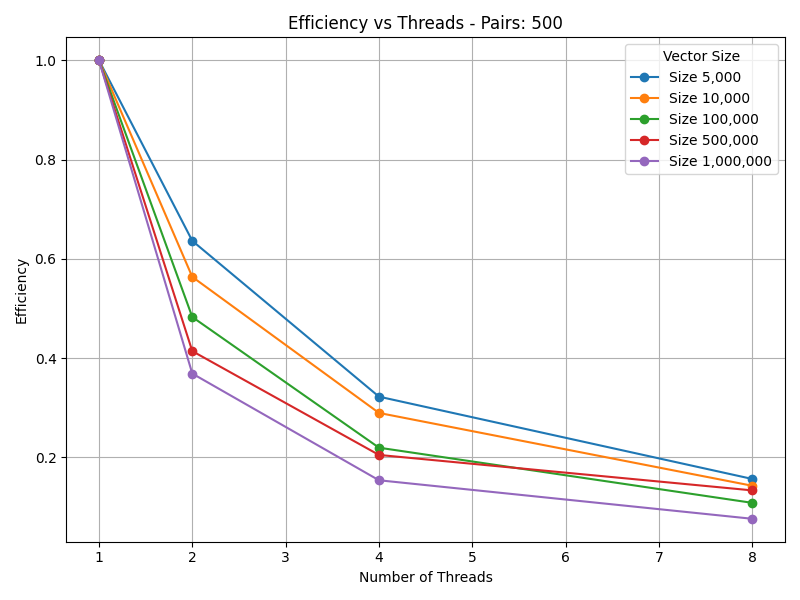 Efficiency vs Threads - Pairs: 500
Efficiency
1.0
0.8
0.6
0.4
0.2
Vector Size
Size 5,000
Size 10,000
Size 100,000
Size 500,000
Size 1,000,000
1 2 3 4 5 6 7 8
Number of Threads